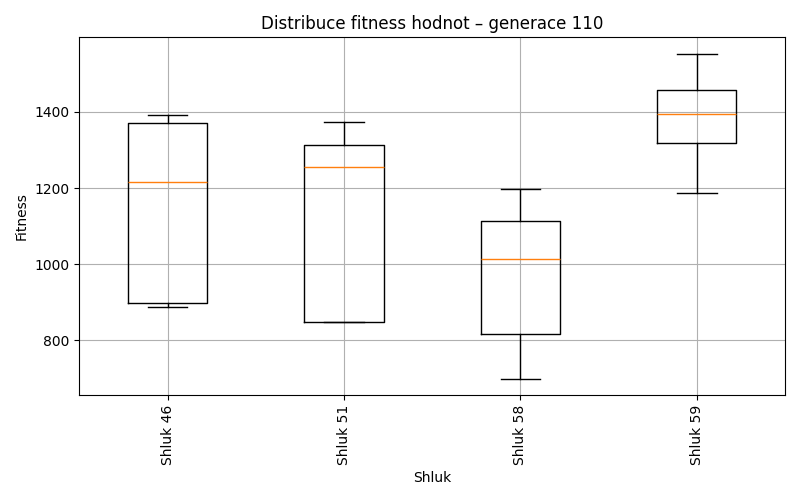 Distribuce fitness hodnot – generace 110
Fitness
1400
1200
1000
800
Shluk 46
Shluk 51
Shluk 58
Shluk 59
Shluk